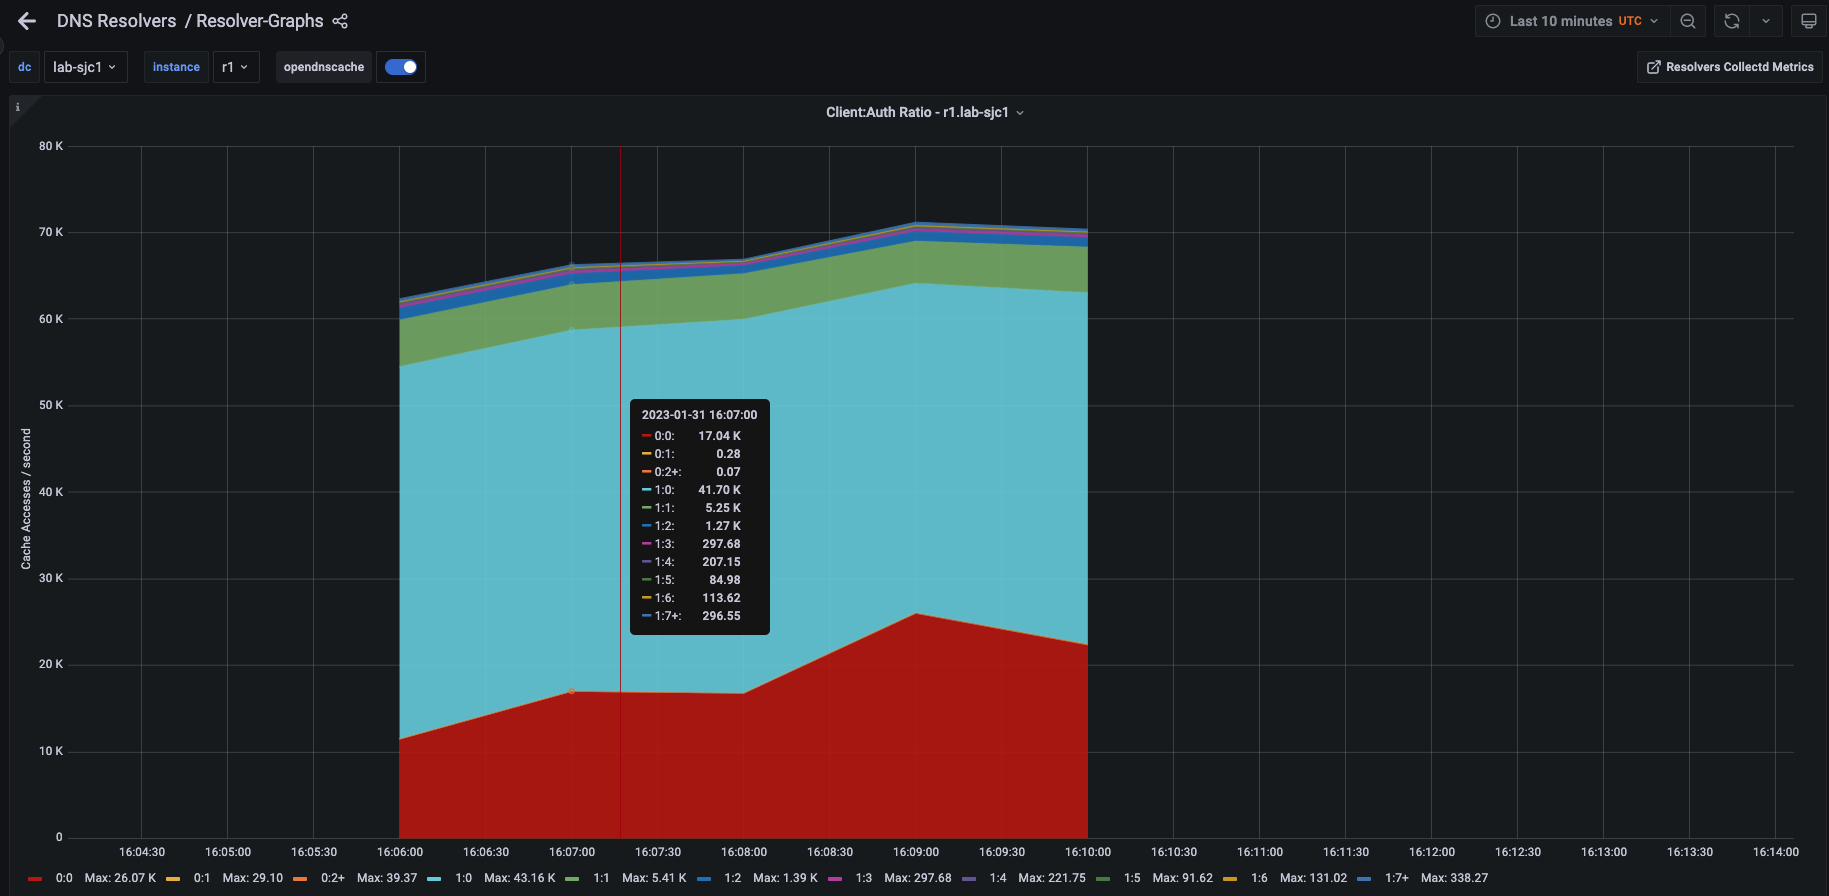 DNS Resolvers / Resolver-Graphs
Last 10 minutes UTC
dc lab-sjc1 instance r1 opendnscache
Resolvers Collectd Metrics
i
Client:Auth Ratio - r1.lab-sjc1
80 K
70 K
60 K
50 K
40 K
30 K
20 K
10 K
0
Cache Accesses / second
2023-01-31 16:07:00
0:0: 17.04 K
0:1: 0.28
0:2+: 0.07
1:0: 41.70 K
1:1: 5.25 K
1:2: 1.27 K
1:3: 297.68
1:4: 207.15
1:5: 84.98
1:6: 113.62
1:7+: 296.55
16:04:30 16:05:00 16:05:30 16:06:00 16:06:30 16:07:00 16:07:30 16:08:00 16:08:30 16:09:00 16:09:30 16:10:00 16:10:30 16:11:00 16:11:30 16:12:00 16:12:30 16:13:00 16:13:30 16:14:00
0:0 Max: 26.07 K 0:1 Max: 29.10 0:2+ Max: 39.37 1:0 Max: 43.16 K 1:1 Max: 5.41 K 1:2 Max: 1.39 K 1:3 Max: 297.68 1:4 Max: 221.75 1:5 Max: 91.62 1:6 Max: 131.02 1:7+ Max: 338.27